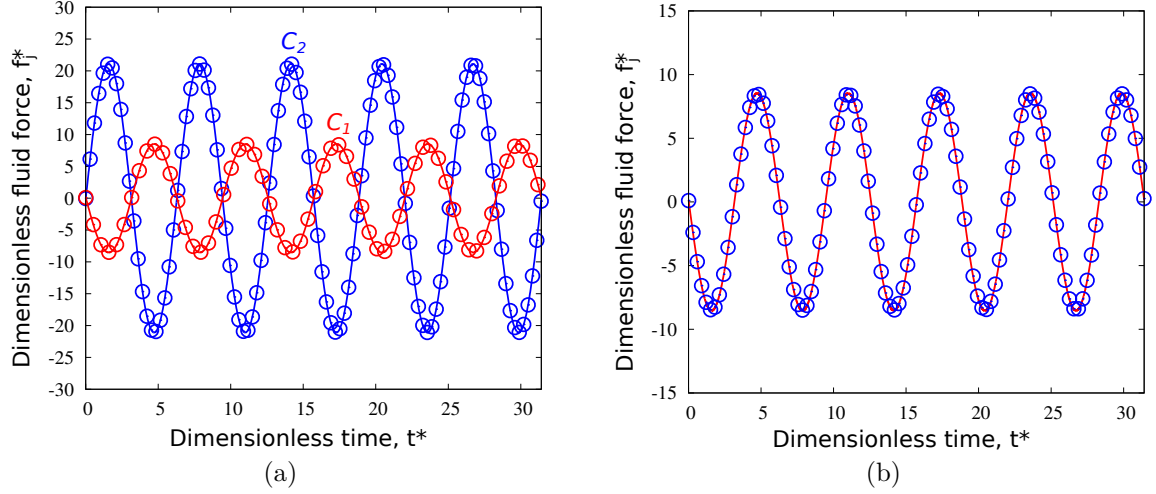 30
25
20
15
10
5
0
-5
-10
-15
-20
-25
-30
0 5 10 15 20 25 30
Dimensionless fluid force, fj*
Dimensionless time, t*
C2
C1
(a)
15
10
5
0
-5
-10
-15
0 5 10 15 20 25 30
Dimensionless fluid force, fj*
Dimensionless time, t*
(b)